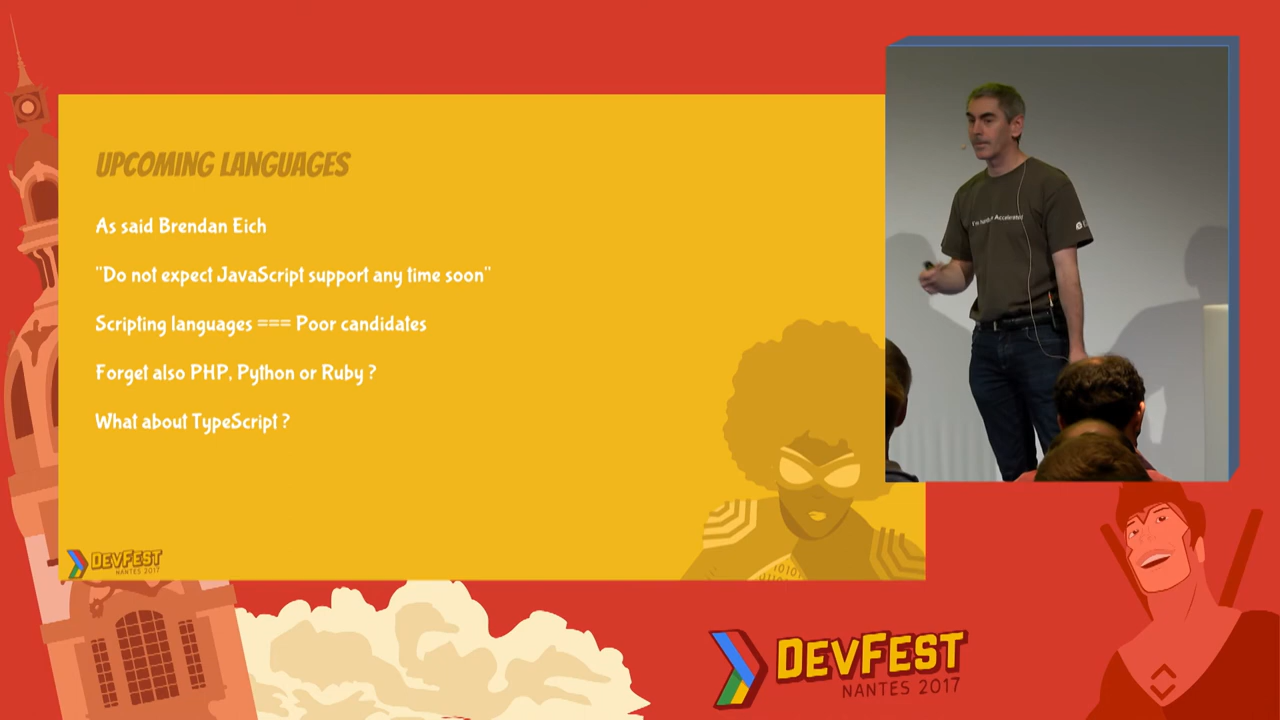 UPCOMING LANGUAGES
As said Brendan Eich
"Do not expect JavaScript support any time soon"
Scripting languages === Poor candidates
Forget also PHP, Python or Ruby ?
What about TypeScript ?
DEVFEST
NANTES 2017
DEVFEST
NANTES 2017